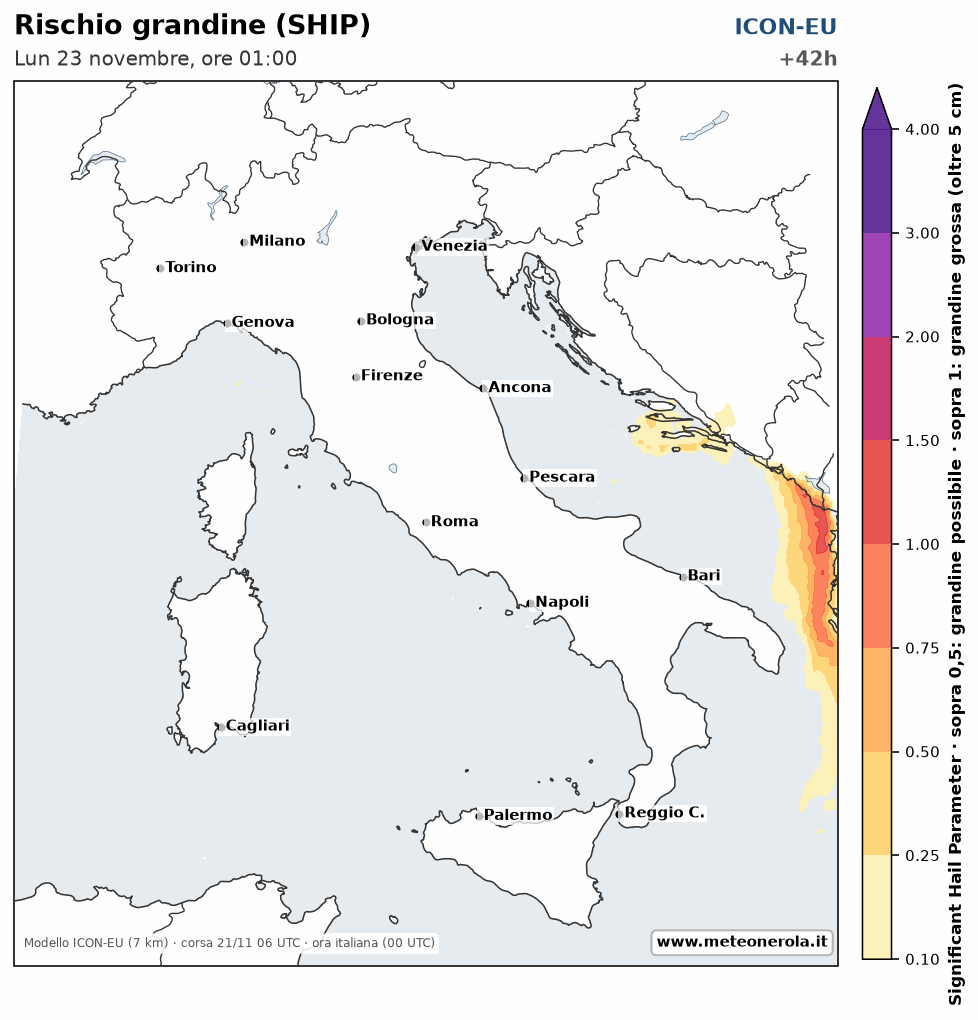 Rischio grandine (SHIP)
ICON-EU
Lun 23 novembre, ore 01:00
+42h
Milano
Venezia
Torino
Genova
Bologna
Firenze
Ancona
Pescara
Roma
Bari
Napoli
Cagliari
Palermo
Reggio C.
Modello ICON-EU (7 km) · corsa 21/11 06 UTC · ora italiana (00 UTC)
www.meteonerola.it
4.00
3.00
2.00
1.50
1.00
0.75
0.50
0.25
0.10
Significant Hail Parameter · sopra 0,5: grandine possibile · sopra 1: grandine grossa (oltre 5 cm)